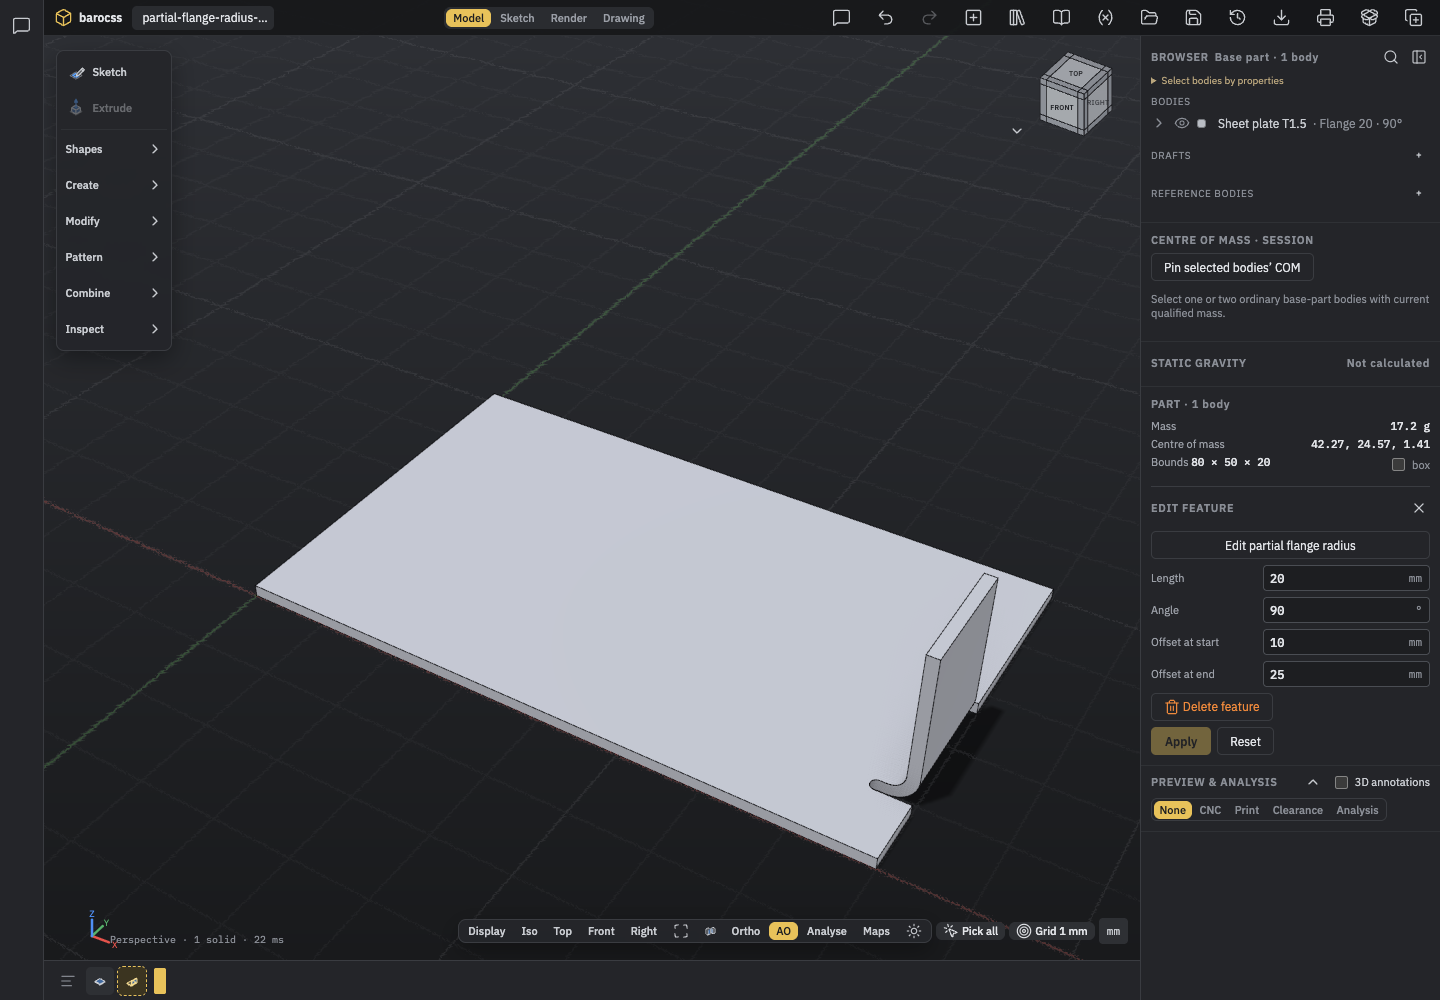 barocss
partial-flange-radius-...
Model
Sketch
Render
Drawing
Sketch
Extrude
Shapes
Create
Modify
Pattern
Combine
Inspect
TOP
FRONT
RIGHT
BROWSER Base part · 1 body
Select bodies by properties
BODIES
Sheet plate T1.5 · Flange 20 · 90°
DRAFTS
REFERENCE BODIES
CENTRE OF MASS · SESSION
Pin selected bodies’ COM
Select one or two ordinary base-part bodies with current
qualified mass.
STATIC GRAVITY Not calculated
PART · 1 body
Mass 17.2 g
Centre of mass 42.27, 24.57, 1.41
Bounds 80 × 50 × 20 box
EDIT FEATURE
Edit partial flange radius
Length 20 mm
Angle 90 °
Offset at start 10 mm
Offset at end 25 mm
Delete feature
Apply Reset
PREVIEW & ANALYSIS 3D annotations
None CNC Print Clearance Analysis
Z
Y
X
Perspective · 1 solid · 22 ms
Display Iso Top Front Right Ortho AO Analyse Maps Pick all Grid 1 mm mm